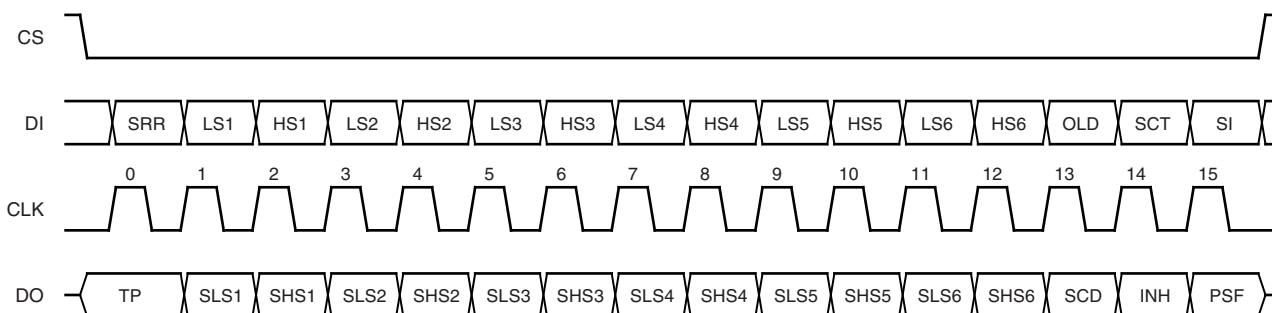 CS
DI SRR LS1 HS1 LS2 HS2 LS3 HS3 LS4 HS4 LS5 HS5 LS6 HS6 OLD SCT SI
0 1 2 3 4 5 6 7 8 9 10 11 12 13 14 15
CLK
DO TP SLS1 SHS1 SLS2 SHS2 SLS3 SHS3 SLS4 SHS4 SLS5 SHS5 SLS6 SHS6 SCD INH PSF